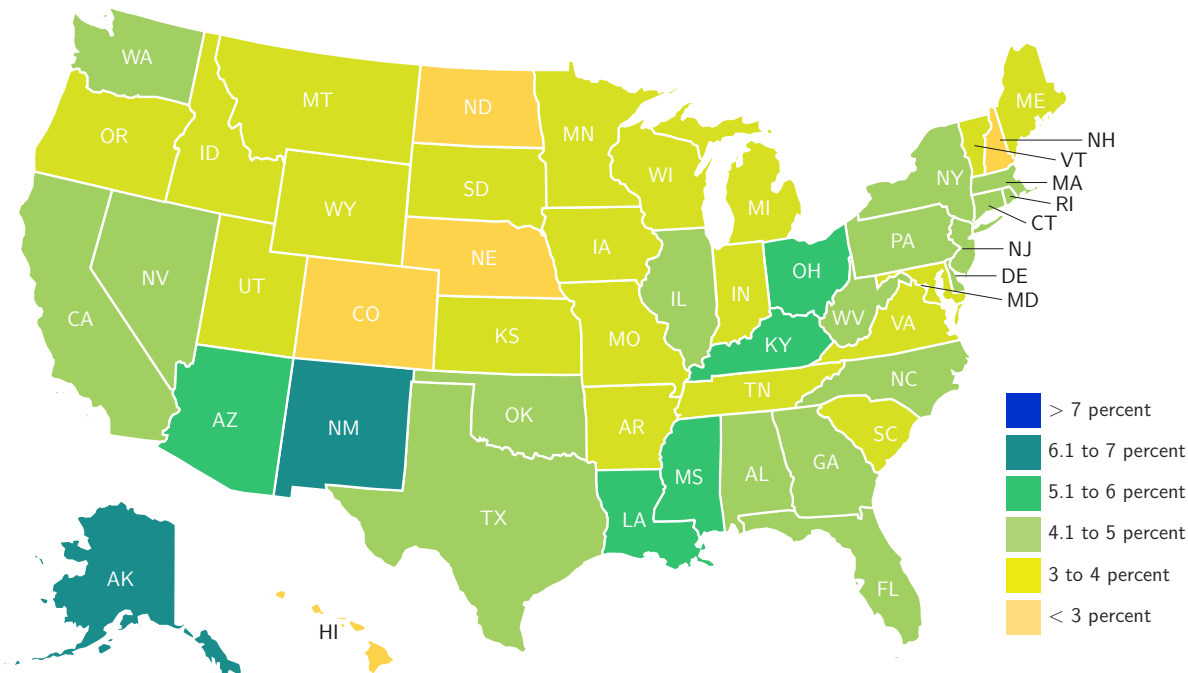 WA
ME
MT
ND
OR
MN
NH
ID
VT
WI
NY
MA
SD
RI
WY
MI
CT
PA
IA
NJ
NE
OH
NV
DE
UT
IL
IN
MD
CO
WV
CA
VA
KS
MO
KY
NC
TN
> 7 percent
OK
AZ
NM
AR
SC
6.1 to 7 percent
GA
AL
MS
5.1 to 6 percent
TX
LA
4.1 to 5 percent
AK
3 to 4 percent
FL
< 3 percent
HI